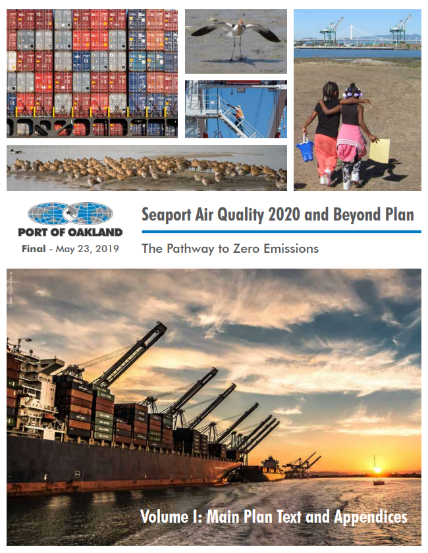 Seaport Air Quality 2020 and Beyond Plan
PORT OF OAKLAND
Final - May 23, 2019
The Pathway to Zero Emissions
Volume I: Main Plan Text and Appendices